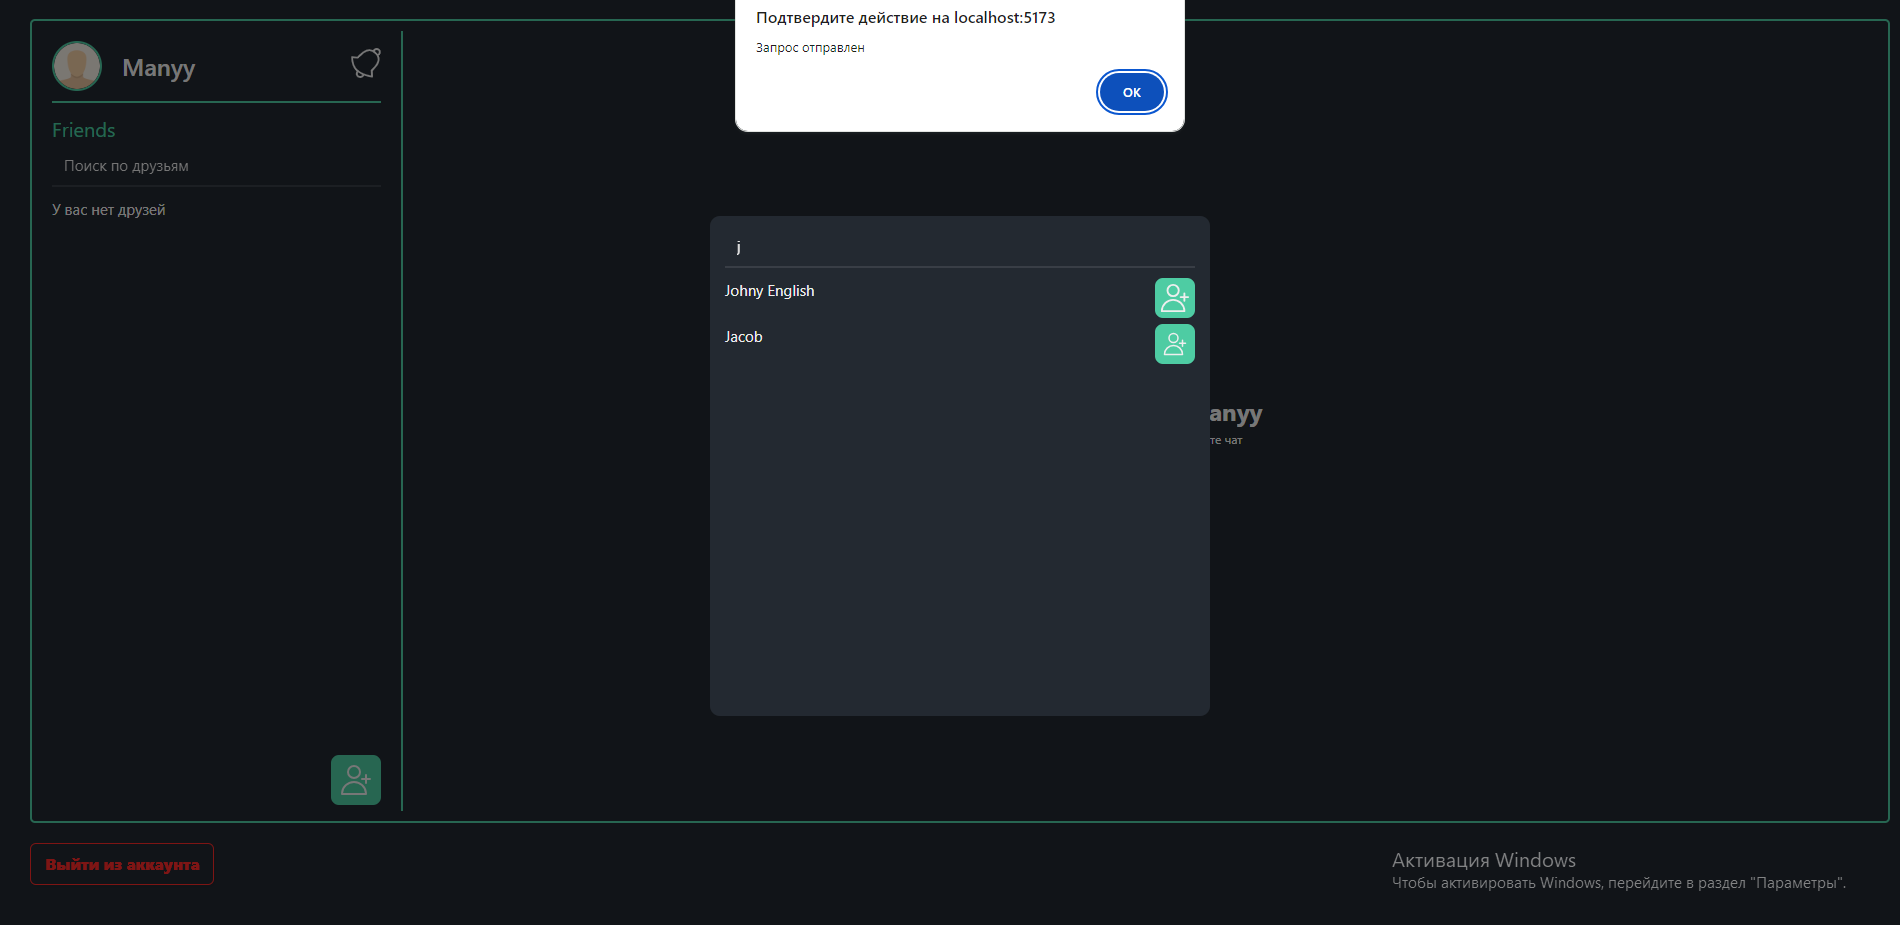 Подтвердите действие на localhost:5173
Запрос отправлен
ОК
Manyy
Friends
Поиск по друзьям
У вас нет друзей
j
Johny English
Jacob
anyy
те чат
Выйти из аккаунта
Активация Windows
Чтобы активировать Windows, перейдите в раздел "Параметры".